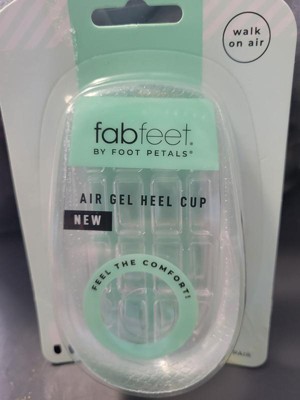 walk
on air
fabfeet®
BY FOOT PETALS®
AIR GEL HEEL CUP
NEW
FEEL THE COMFORT!